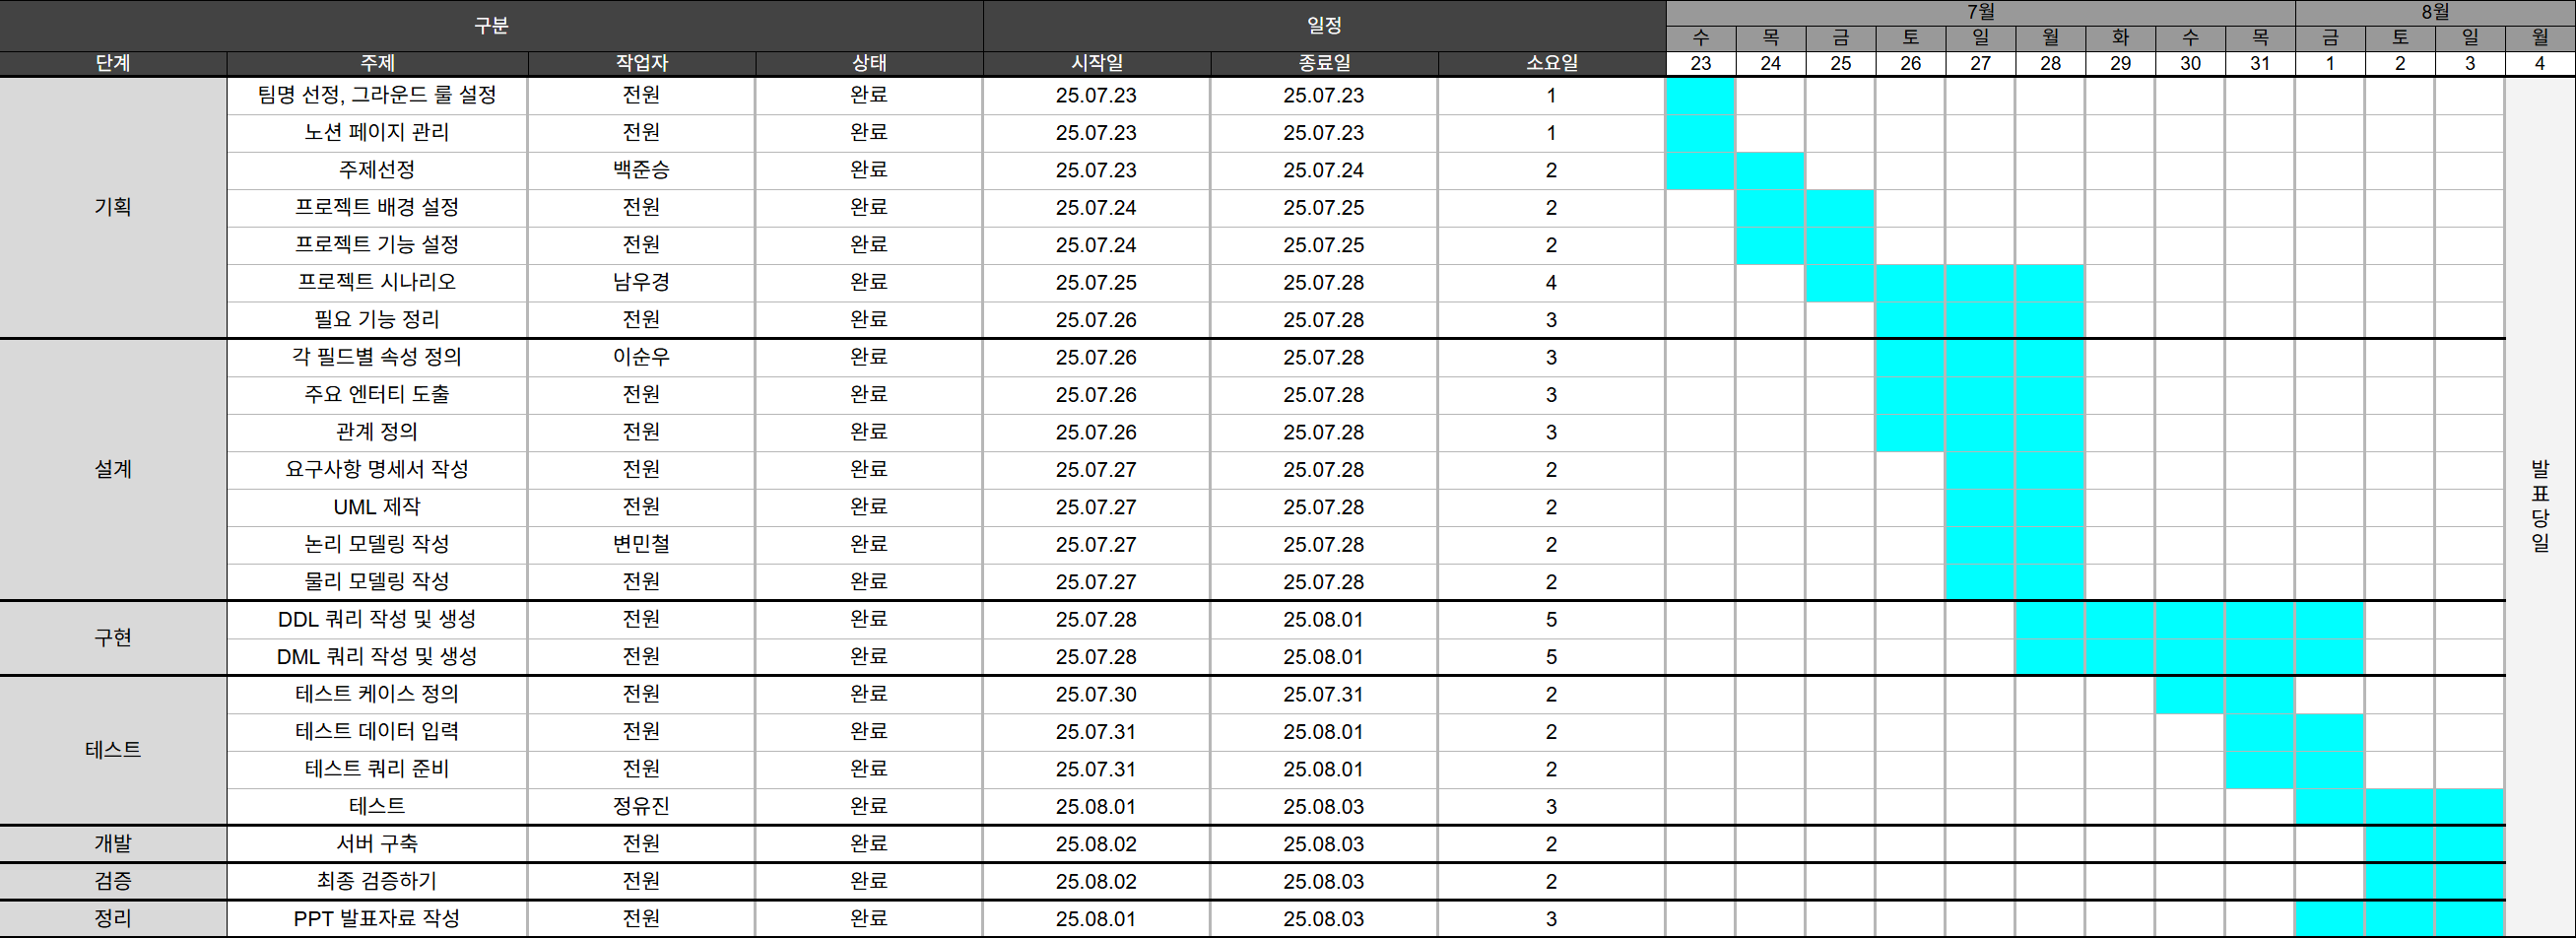 구분 일정 7월 8월
수 목 금 토 일 월 화 수 목 금 토 일 월
단계 주제 작업자 상태 시작일 종료일 소요일 23 24 25 26 27 28 29 30 31 1 2 3 4
기획
팀명 선정, 그라운드 룰 설정 전원 완료 25.07.23 25.07.23 1
노션 페이지 관리 전원 완료 25.07.23 25.07.23 1
주제선정 백준승 완료 25.07.23 25.07.24 2
프로젝트 배경 설정 전원 완료 25.07.24 25.07.25 2
프로젝트 기능 설정 전원 완료 25.07.24 25.07.25 2
프로젝트 시나리오 남우경 완료 25.07.25 25.07.28 4
필요 기능 정리 전원 완료 25.07.26 25.07.28 3
설계
각 필드별 속성 정의 이순우 완료 25.07.26 25.07.28 3
주요 엔터티 도출 전원 완료 25.07.26 25.07.28 3
관계 정의 전원 완료 25.07.26 25.07.28 3
요구사항 명세서 작성 전원 완료 25.07.27 25.07.28 2
UML 제작 전원 완료 25.07.27 25.07.28 2
논리 모델링 작성 변민철 완료 25.07.27 25.07.28 2
물리 모델링 작성 전원 완료 25.07.27 25.07.28 2
구현
DDL 쿼리 작성 및 생성 전원 완료 25.07.28 25.08.01 5
DML 쿼리 작성 및 생성 전원 완료 25.07.28 25.08.01 5
테스트
테스트 케이스 정의 전원 완료 25.07.30 25.07.31 2
테스트 데이터 입력 전원 완료 25.07.31 25.08.01 2
테스트 쿼리 준비 전원 완료 25.07.31 25.08.01 2
테스트 정유진 완료 25.08.01 25.08.03 3
개발 서버 구축 전원 완료 25.08.02 25.08.03 2
검증 최종 검증하기 전원 완료 25.08.02 25.08.03 2
정리 PPT 발표자료 작성 전원 완료 25.08.01 25.08.03 3
발
표
당
일